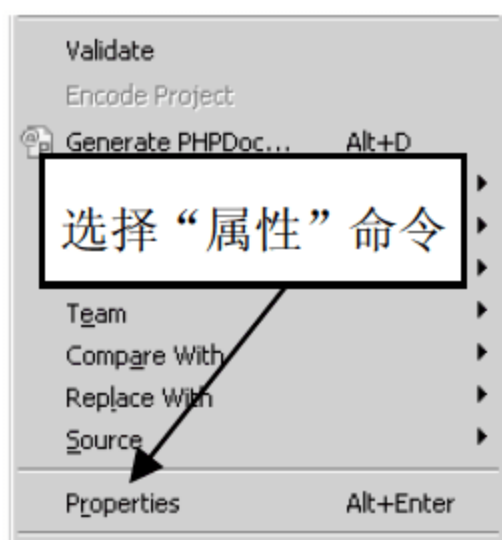 Validate
Encode Project
Generate PHPDoc... Alt+D
选择“属性”命令
Team
Compare With
Replace With
Source
Properties Alt+Enter